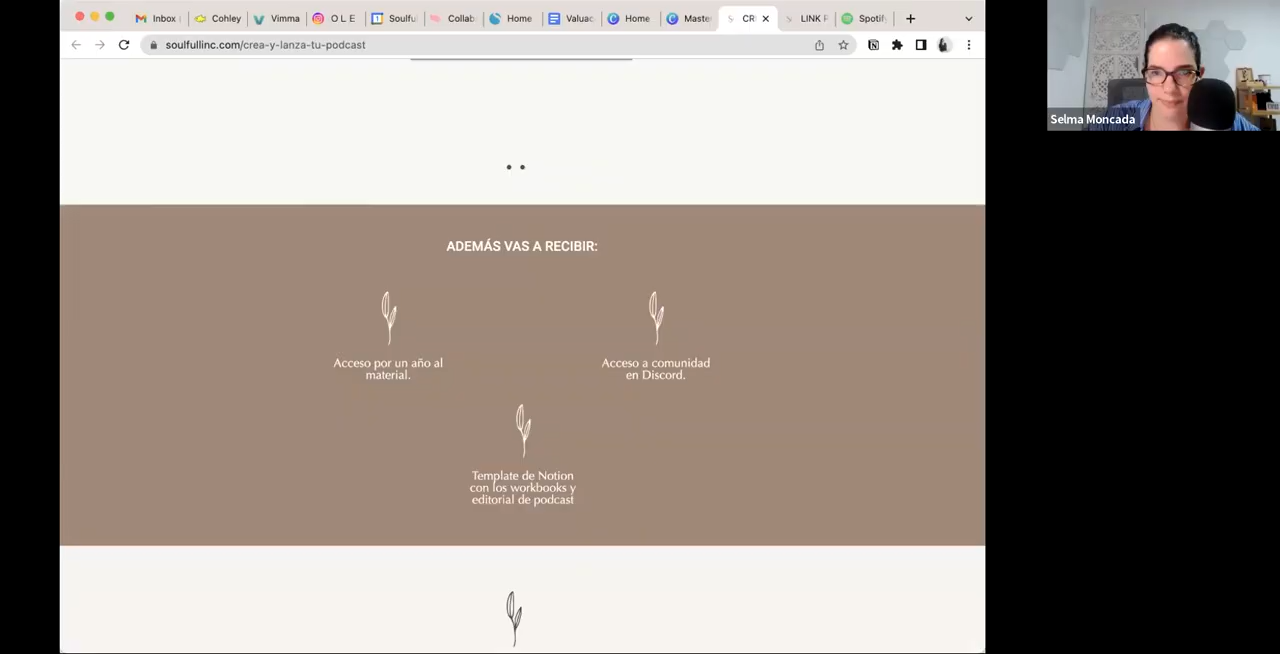 Inbox
Cohley
Vimma
O L E
Soulfu
Collab
Home
Valuac
Home
Maste
CR
LINK F
Spotif
soulfullinc.com/crea-y-lanza-tu-podcast
Selma Moncada
ADEMÁS VAS A RECIBIR:
Acceso por un año al
material.
Acceso a comunidad
en Discord.
Template de Notion
con los workbooks y
editorial de podcast